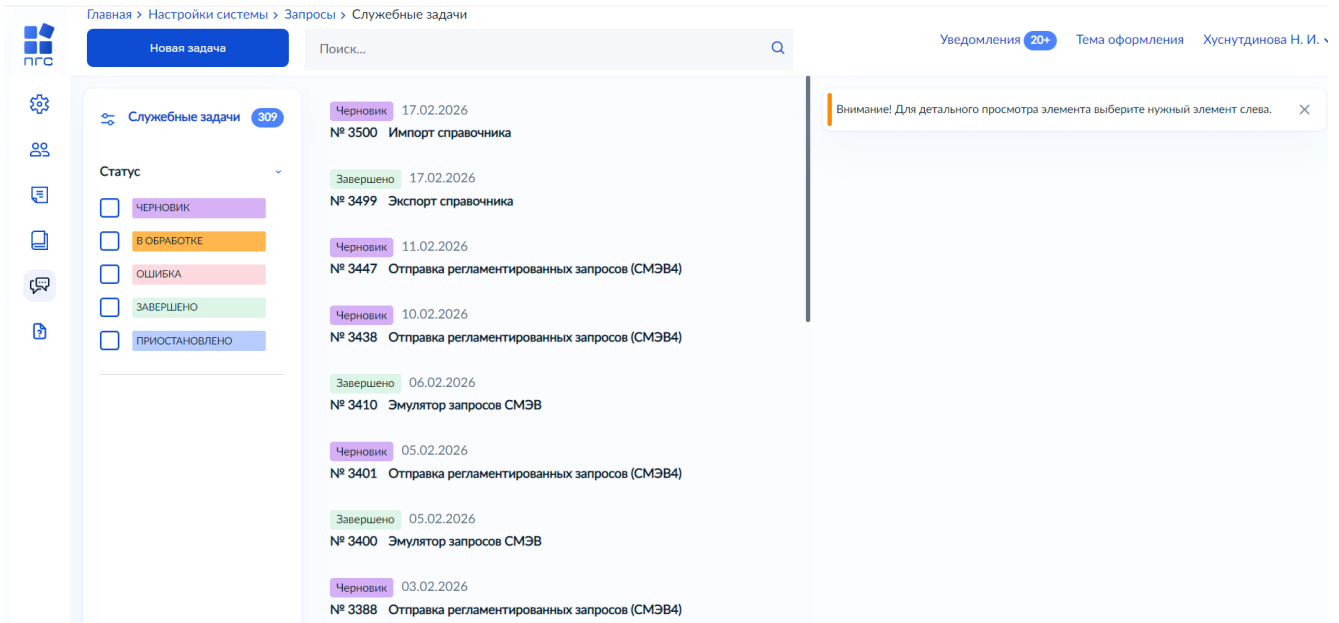 Главная > Настройки системы > Запросы > Служебные задачи
пгс
Новая задача
Поиск...
Уведомления 20+ Тема оформления Хуснутдинова Н. И.
Служебные задачи 309
Статус
ЧЕРНОВИК
В ОБРАБОТКЕ
ОШИБКА
ЗАВЕРШЕНО
ПРИОСТАНОВЛЕНО
Черновик 17.02.2026
№ 3500 Импорт справочника
Завершено 17.02.2026
№ 3499 Экспорт справочника
Черновик 11.02.2026
№ 3447 Отправка регламентированных запросов (СМЭВ4)
Черновик 10.02.2026
№ 3438 Отправка регламентированных запросов (СМЭВ4)
Завершено 06.02.2026
№ 3410 Эмулятор запросов СМЭВ
Черновик 05.02.2026
№ 3401 Отправка регламентированных запросов (СМЭВ4)
Завершено 05.02.2026
№ 3400 Эмулятор запросов СМЭВ
Черновик 03.02.2026
№ 3388 Отправка регламентированных запросов (СМЭВ4)
Внимание! Для детального просмотра элемента выберите нужный элемент слева.